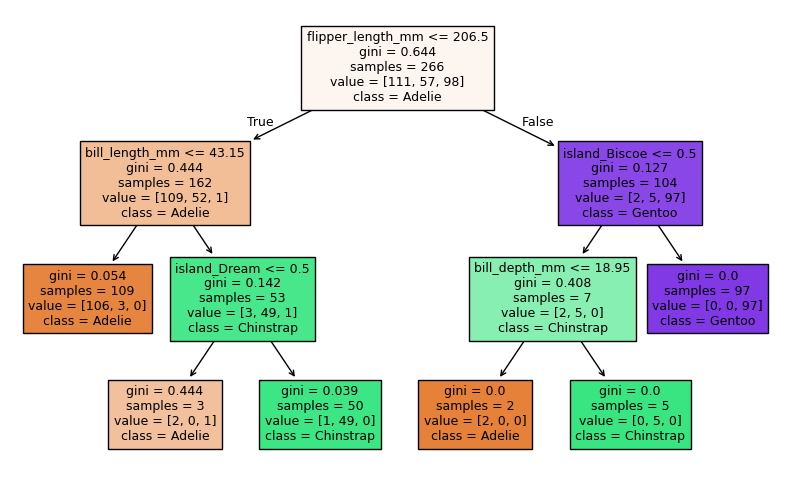 flipper_length_mm <= 206.5
gini = 0.644
samples = 266
value = [111, 57, 98]
class = Adelie
True
False
bill_length_mm <= 43.15
gini = 0.444
samples = 162
value = [109, 52, 1]
class = Adelie
island_Biscoe <= 0.5
gini = 0.127
samples = 104
value = [2, 5, 97]
class = Gentoo
gini = 0.054
samples = 109
value = [106, 3, 0]
class = Adelie
island_Dream <= 0.5
gini = 0.142
samples = 53
value = [3, 49, 1]
class = Chinstrap
bill_depth_mm <= 18.95
gini = 0.408
samples = 7
value = [2, 5, 0]
class = Chinstrap
gini = 0.0
samples = 97
value = [0, 0, 97]
class = Gentoo
gini = 0.444
samples = 3
value = [2, 0, 1]
class = Adelie
gini = 0.039
samples = 50
value = [1, 49, 0]
class = Chinstrap
gini = 0.0
samples = 2
value = [2, 0, 0]
class = Adelie
gini = 0.0
samples = 5
value = [0, 5, 0]
class = Chinstrap